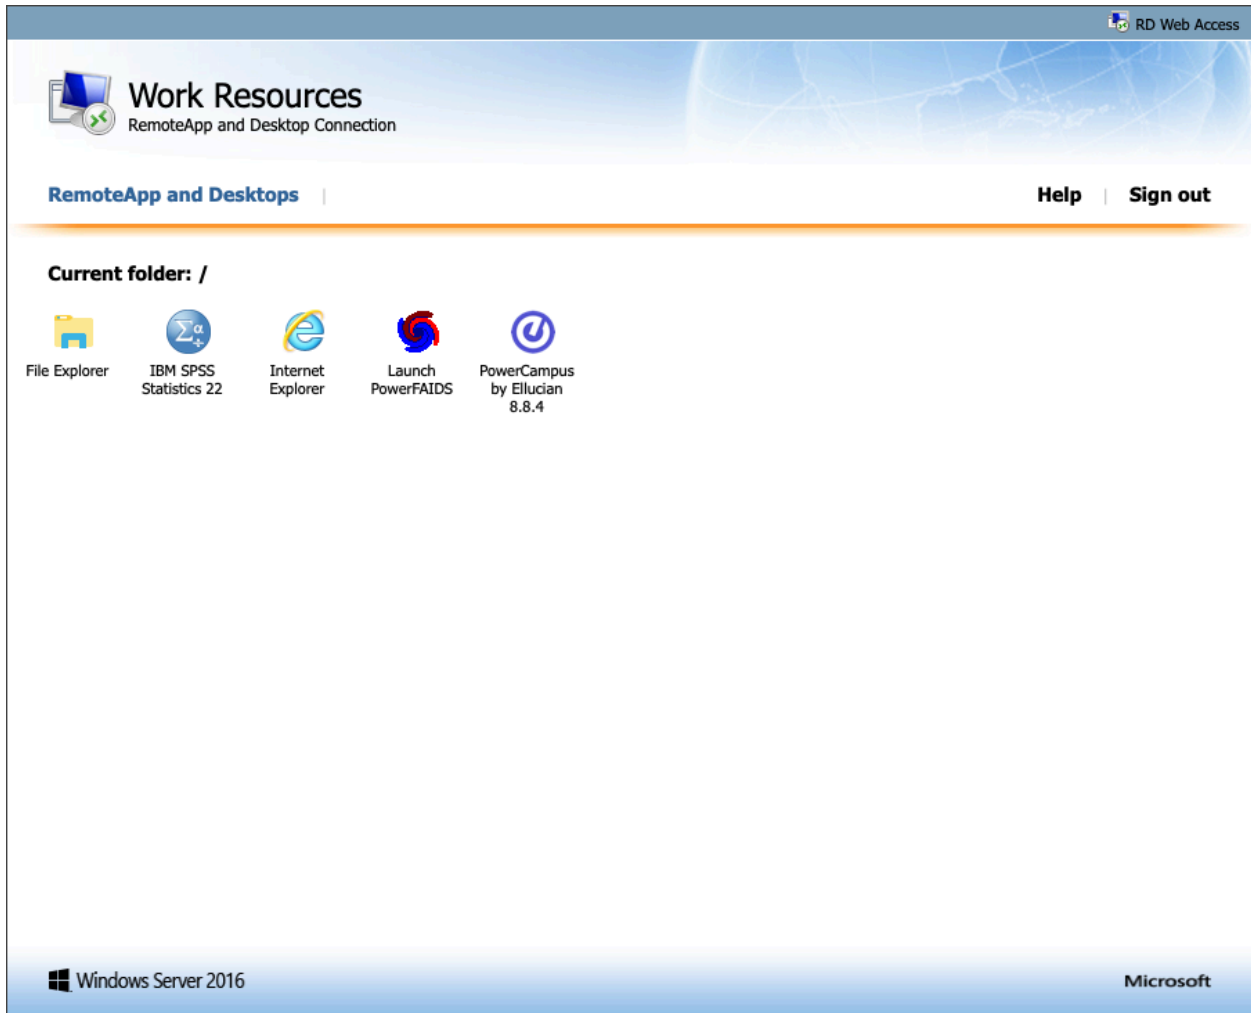 RD Web Access
Work Resources
RemoteApp and Desktop Connection
RemoteApp and Desktops | Help | Sign out
Current folder: /
File Explorer
IBM SPSS
Statistics 22
Internet
Explorer
Launch
PowerFAIDS
PowerCampus
by Ellucian
8.8.4
Windows Server 2016
Microsoft